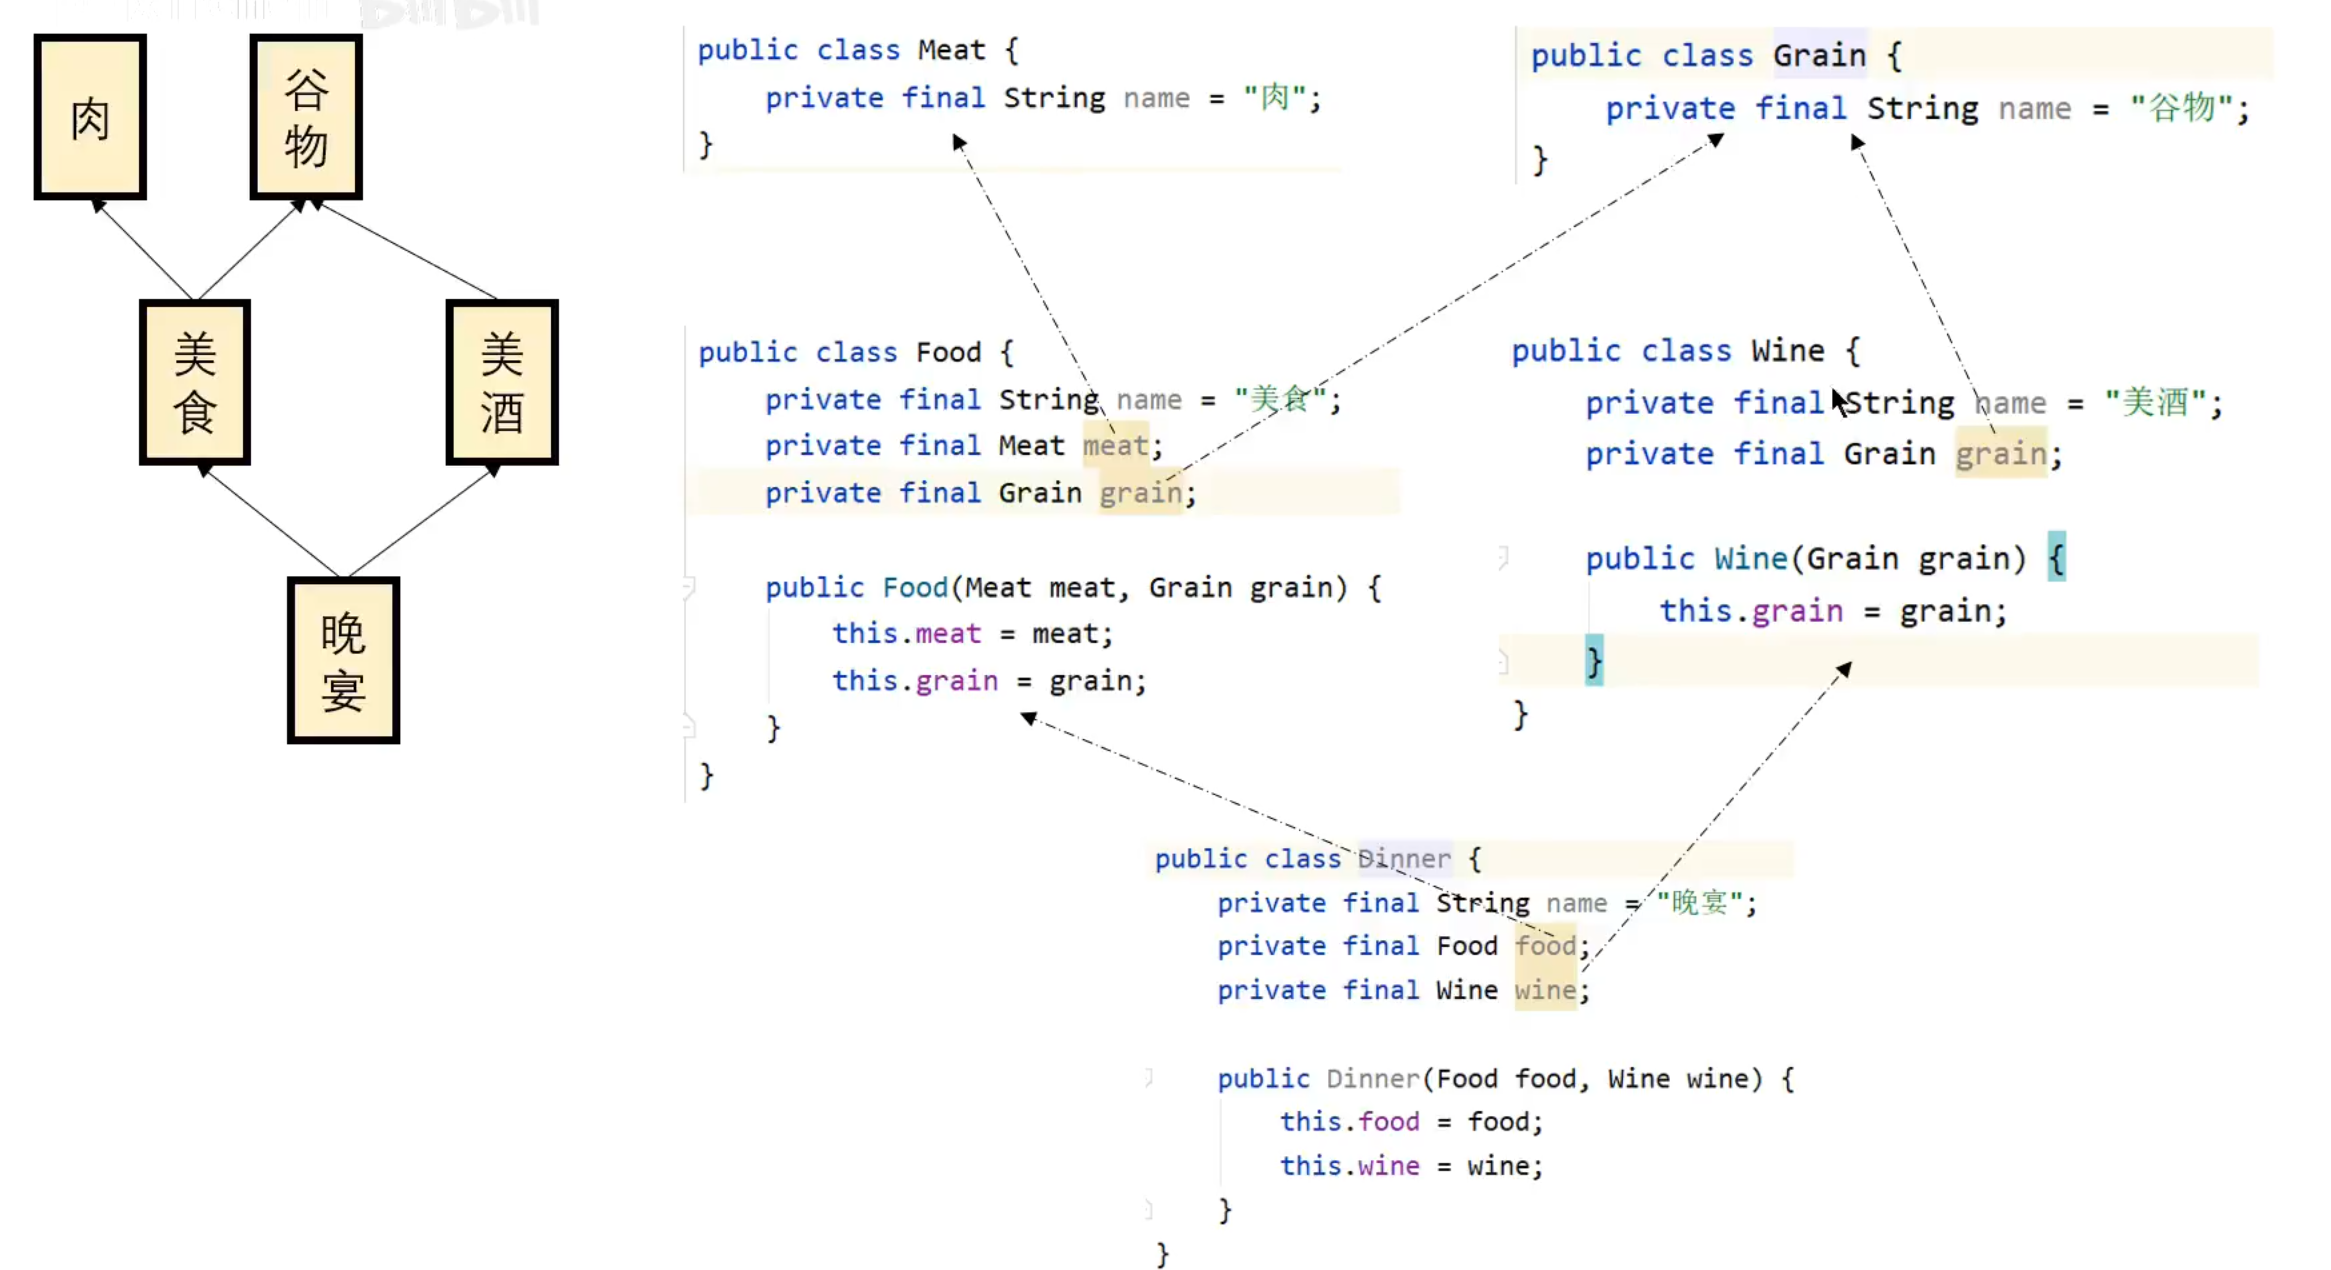 肉
谷
物
美
食
美
酒
晚
宴
public class Meat {
private final String name = "肉";
}
public class Grain {
private final String name = "谷物";
}
public class Food {
private final String name = "美食";
private final Meat meat;
private final Grain grain;
public Food(Meat meat, Grain grain) {
this.meat = meat;
this.grain = grain;
}
}
public class Wine {
private final String name = "美酒";
private final Grain grain;
public Wine(Grain grain) {
this.grain = grain;
}
}
public class Dinner {
private final String name = "晚宴";
private final Food food;
private final Wine wine;
public Dinner(Food food, Wine wine) {
this.food = food;
this.wine = wine;
}
}